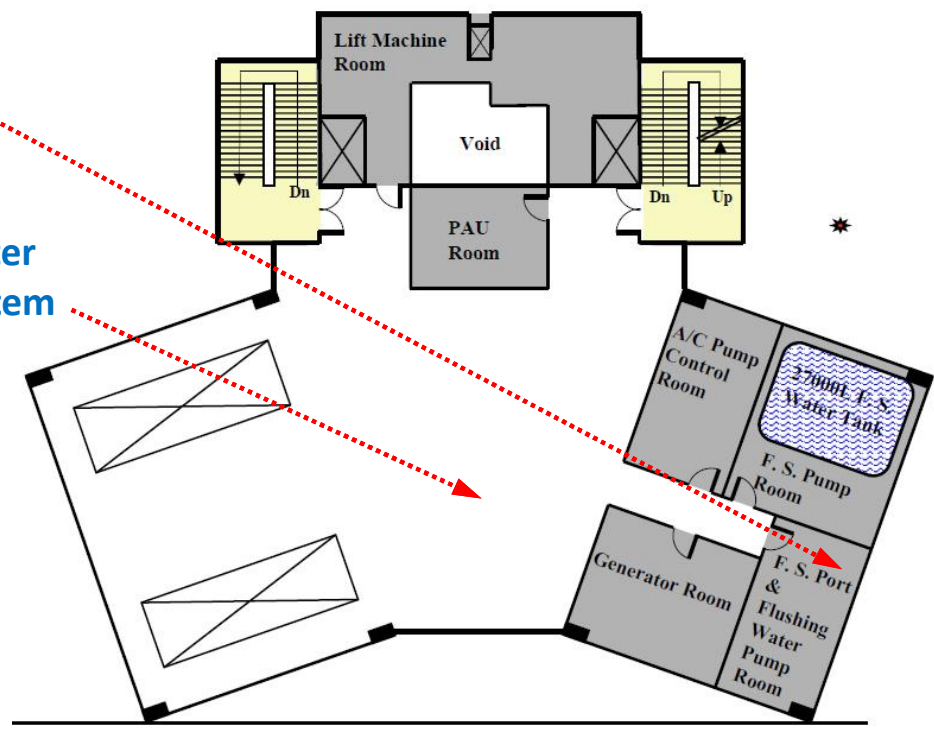 Lift Machine
Room
Void
Dn
Dn
Up
PAU
Room
ter
tem
A/C Pump
Control
Room
27000L F. S.
Water Tank
F. S. Pump
Room
Generator Room
F. S. Port
&
Flushing
Water
Pump
Room